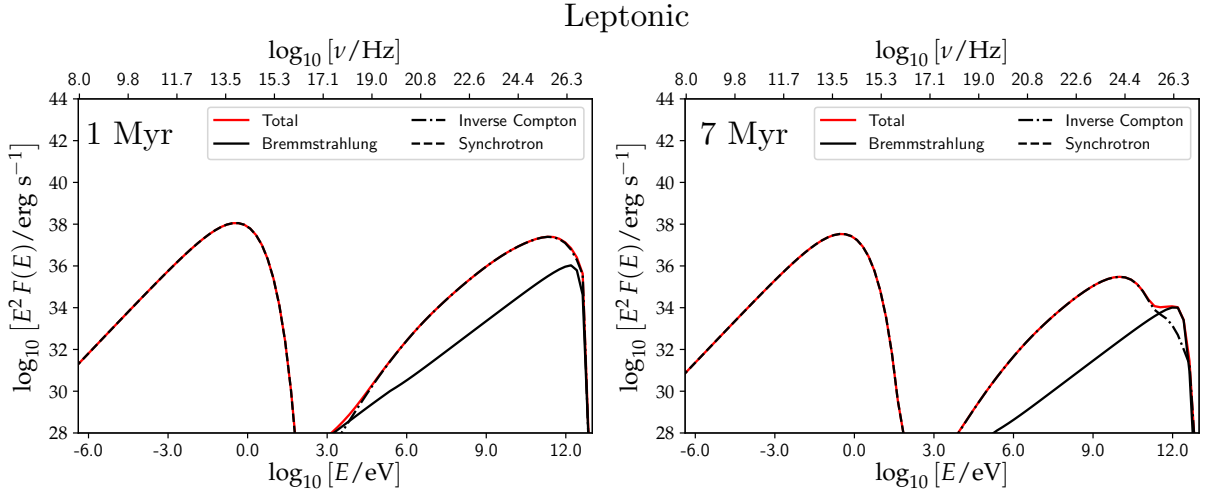 Leptonic
log₁₀ [ν/Hz]
8.0 9.8 11.7 13.5 15.3 17.1 19.0 20.8 22.6 24.4 26.3
44
42
40
38
36
34
32
30
28
log₁₀ [E² F(E)/erg s⁻¹]
1 Myr
Total
Bremmstrahlung
Inverse Compton
Synchrotron
-6.0 -3.0 0.0 3.0 6.0 9.0 12.0
log₁₀ [E/eV]
log₁₀ [ν/Hz]
8.0 9.8 11.7 13.5 15.3 17.1 19.0 20.8 22.6 24.4 26.3
44
42
40
38
36
34
32
30
28
log₁₀ [E² F(E)/erg s⁻¹]
7 Myr
Total
Bremmstrahlung
Inverse Compton
Synchrotron
-6.0 -3.0 0.0 3.0 6.0 9.0 12.0
log₁₀ [E/eV]